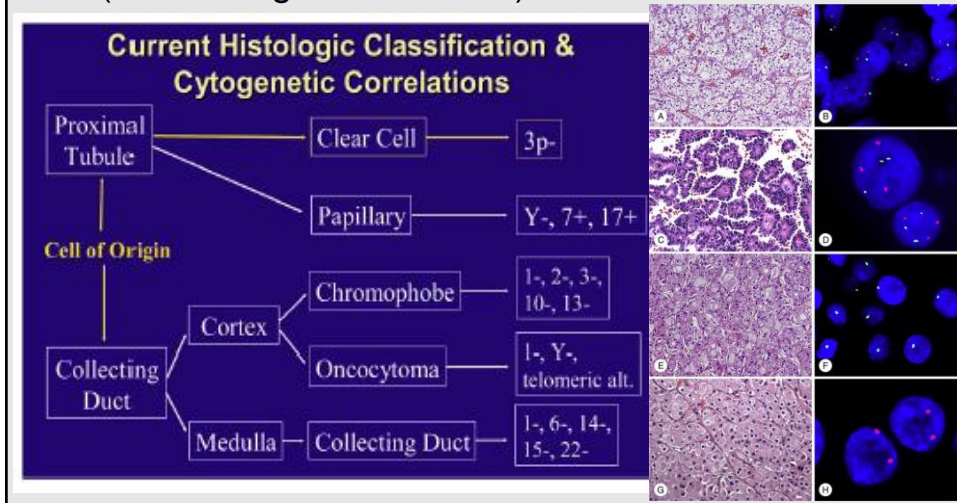 Current Histologic Classification &
Cytogenetic Correlations
Proximal
Tubule
Clear Cell
3p-
Papillary
Y-, 7+, 17+
Cell of Origin
Chromophobe
1-, 2-, 3-,
10-, 13-
Cortex
Collecting
Duct
Oncocytoma
1-, Y-,
telomeric alt.
Medulla
Collecting Duct
1-, 6-, 14-,
15-, 22-
A
B
C
D
E
F
G
H